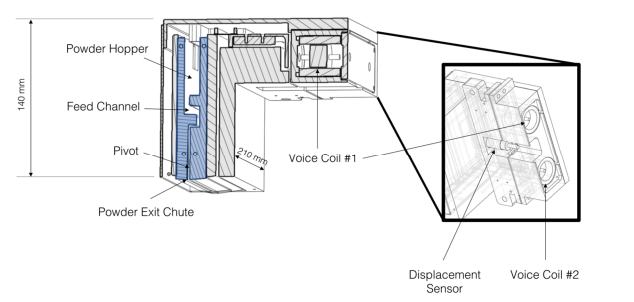 Powder Hopper
140 mm
Feed Channel
Pivot
210 mm
Voice Coil #1
Powder Exit Chute
Displacement
Sensor
Voice Coil #2